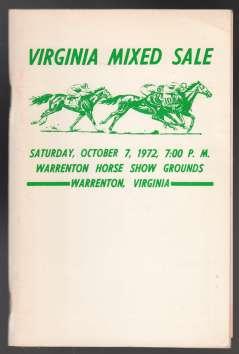 VIRGINIA MIXED SALE
SATURDAY, OCTOBER 7, 1972, 7:00 P. M.
WARRENTON HORSE SHOW GROUNDS
WARRENTON, VIRGINIA